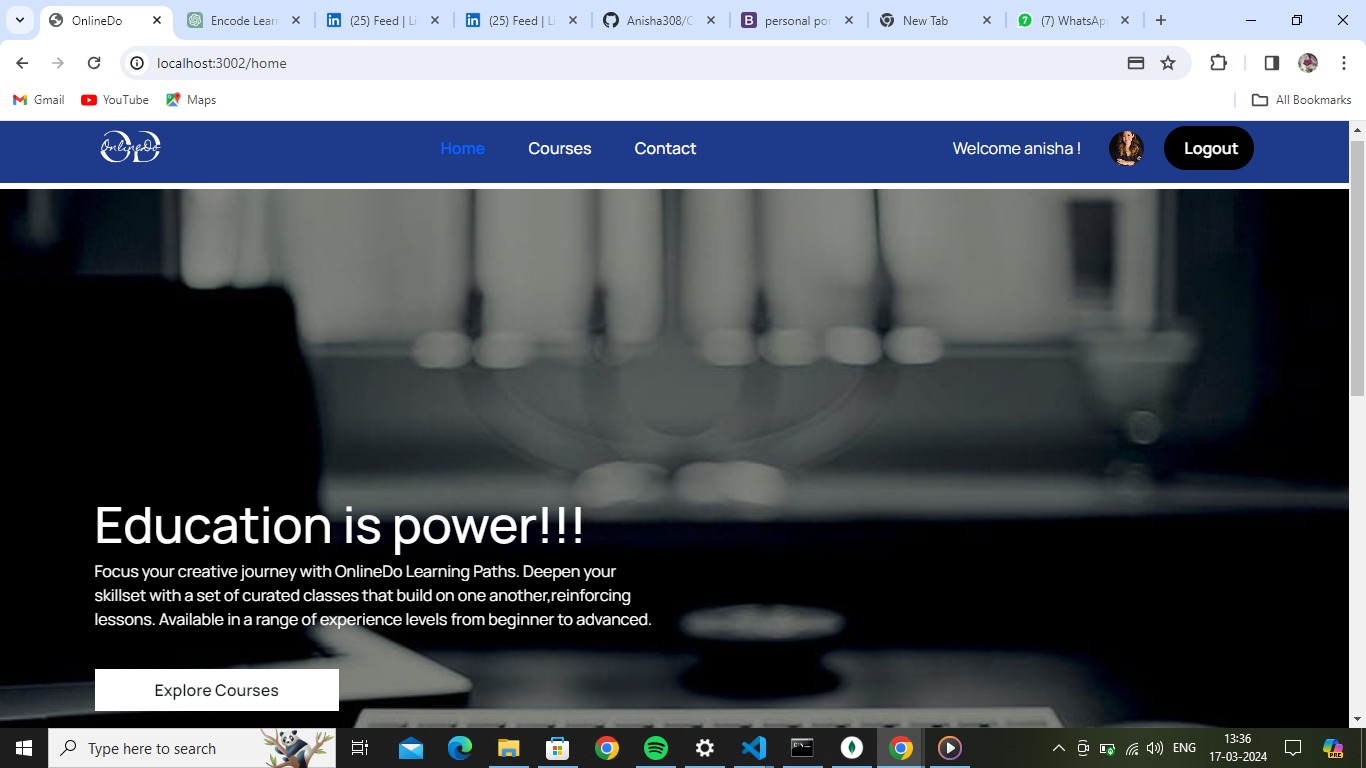 OnlineDo
Encode Lear
(25) Feed | Li
(25) Feed | Li
Anisha308/C
personal por
New Tab
(7) WhatsApp
localhost:3002/home
Gmail
YouTube
Maps
All Bookmarks
OnlineDo
Home
Courses
Contact
Welcome anisha !
Logout
Education is power!!!
Focus your creative journey with OnlineDo Learning Paths. Deepen your
skillset with a set of curated classes that build on one another,reinforcing
lessons. Available in a range of experience levels from beginner to advanced.
Explore Courses
Type here to search
ENG
13:36
17-03-2024